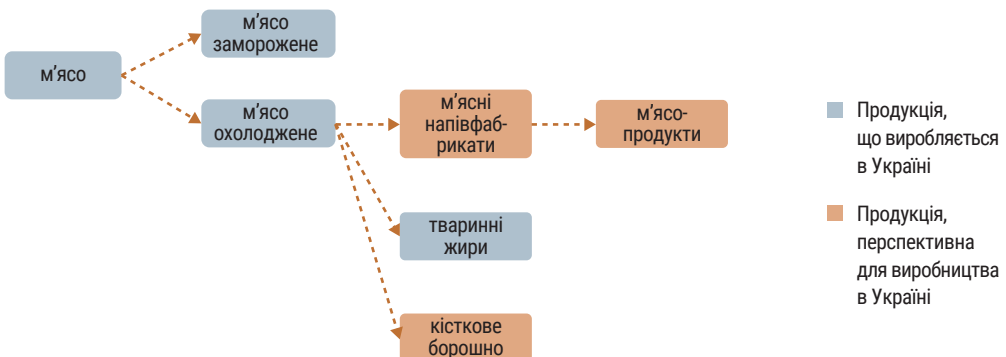 м'ясо
м'ясо
заморожене
м'ясо
охолоджене
м'ясні
напівфаб-
рикати
м'ясо-
продукти
тваринні
жири
кісткове
борошно
Продукція,
що виробляється
в Україні
Продукція,
перспективна
для виробництва
в Україні